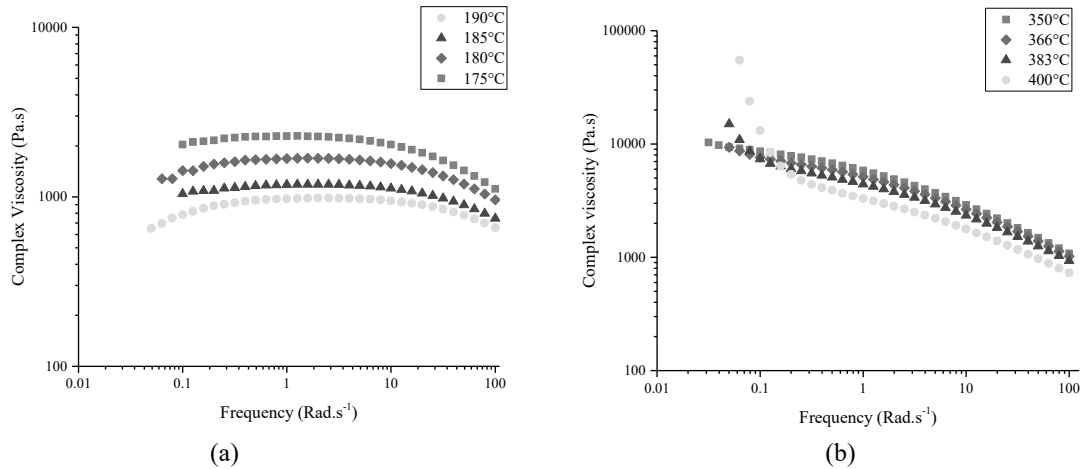 10000
1000
100
0.01
0.1
1
10
100
Complex Viscosity (Pa.s)
Frequency (Rad.s⁻¹)
190°C
185°C
180°C
175°C
(a)
100000
10000
1000
100
0.01
0.1
1
10
100
Complex viscosity (Pa.s)
Frequency (Rad.s⁻¹)
350°C
366°C
383°C
400°C
(b)